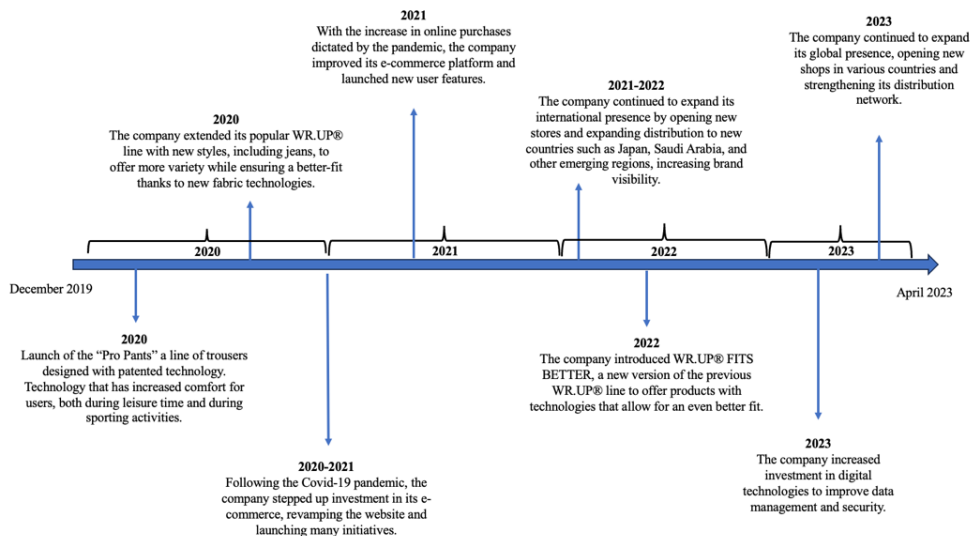 2021
With the increase in online purchases
dictated by the pandemic, the company
improved its e-commerce platform and
launched new user features.
2023
The company continued to expand
its global presence, opening new
shops in various countries and
strengthening its distribution
network.
2021-2022
The company continued to expand its
international presence by opening new
stores and expanding distribution to new
countries such as Japan, Saudi Arabia, and
other emerging regions, increasing brand
visibility.
2020
The company extended its popular WR.UP®
line with new styles, including jeans, to
offer more variety while ensuring a better-fit
thanks to new fabric technologies.
2020
2021
2022
2023
December 2019
April 2023
2020
Launch of the “Pro Pants” a line of trousers
designed with patented technology.
Technology that has increased comfort for
users, both during leisure time and during
sporting activities.
2022
The company introduced WR.UP® FITS
BETTER, a new version of the previous
WR.UP® line to offer products with
technologies that allow for an even better fit.
2020-2021
Following the Covid-19 pandemic, the
company stepped up investment in its e-
commerce, revamping the website and
launching many initiatives.
2023
The company increased
investment in digital
technologies to improve data
management and security.